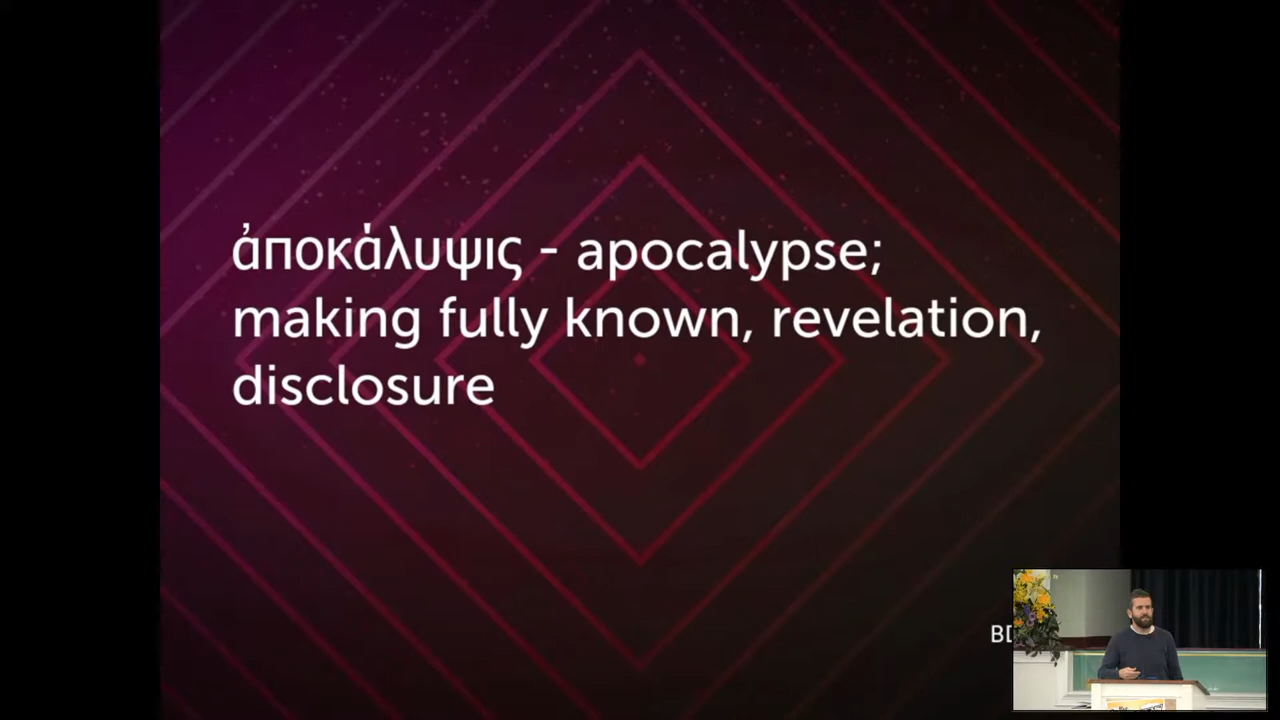 ἀποκάλυψις - apocalypse;
making fully known, revelation,
disclosure